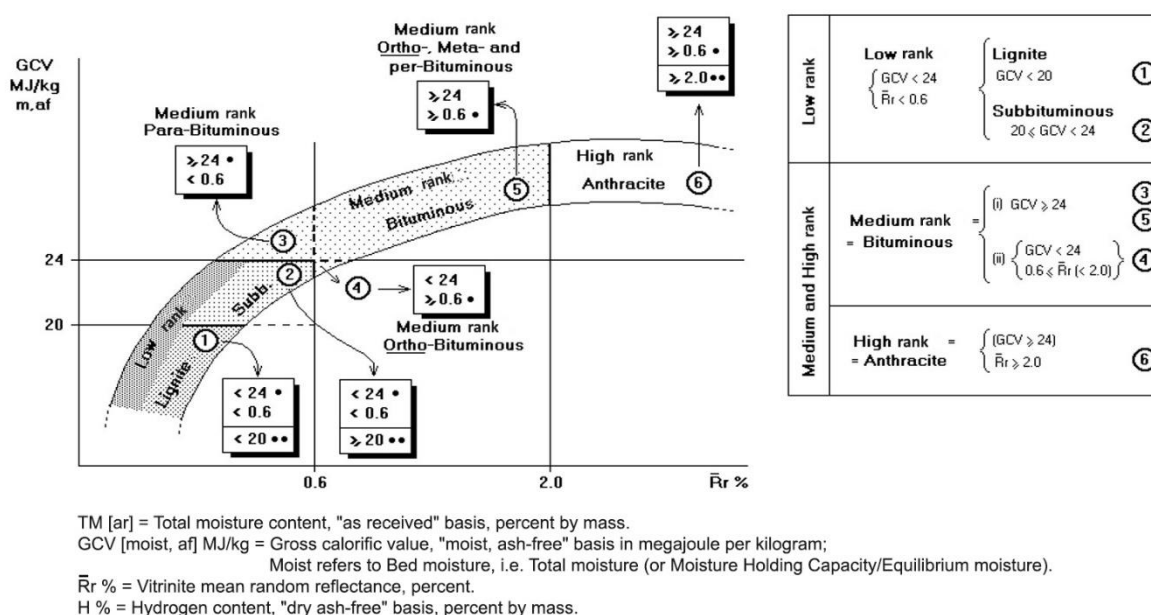 GCV
MJ/kg
m,af
Medium rank
Para-Bituminous
⩾ 24 •
< 0.6
Medium rank
Ortho-, Meta- and
per-Bituminous
⩾ 24
⩾ 0.6 •
⩾ 24
⩾ 0.6 •
⩾ 2.0 ••
High rank
Anthracite
6
Medium rank
Bituminous
5
3
24
2
4
< 24
⩾ 0.6 •
Medium rank
Ortho-Bituminous
Subb.
Low rank
20
1
Lignite
< 24 •
< 0.6
< 20 ••
< 24 •
< 0.6
⩾ 20 ••
0.6
2.0
R̄r %
Low rank
Low rank
GCV < 24
R̄r < 0.6
Lignite
GCV < 20
1
Subbituminous
20 ⩽ GCV < 24
2
Medium and High rank
Medium rank
= Bituminous
=
(i) GCV ⩾ 24
3
5
(ii) GCV < 24
0.6 ⩽ R̄r (< 2.0)
4
High rank =
= Anthracite
(GCV ⩾ 24)
R̄r ⩾ 2.0
6
TM [ar] = Total moisture content, "as received" basis, percent by mass.
GCV [moist, af] MJ/kg = Gross calorific value, "moist, ash-free" basis in megajoule per kilogram;
Moist refers to Bed moisture, i.e. Total moisture (or Moisture Holding Capacity/Equilibrium moisture).
R̄r % = Vitrinite mean random reflectance, percent.
H % = Hydrogen content, "dry ash-free" basis, percent by mass.